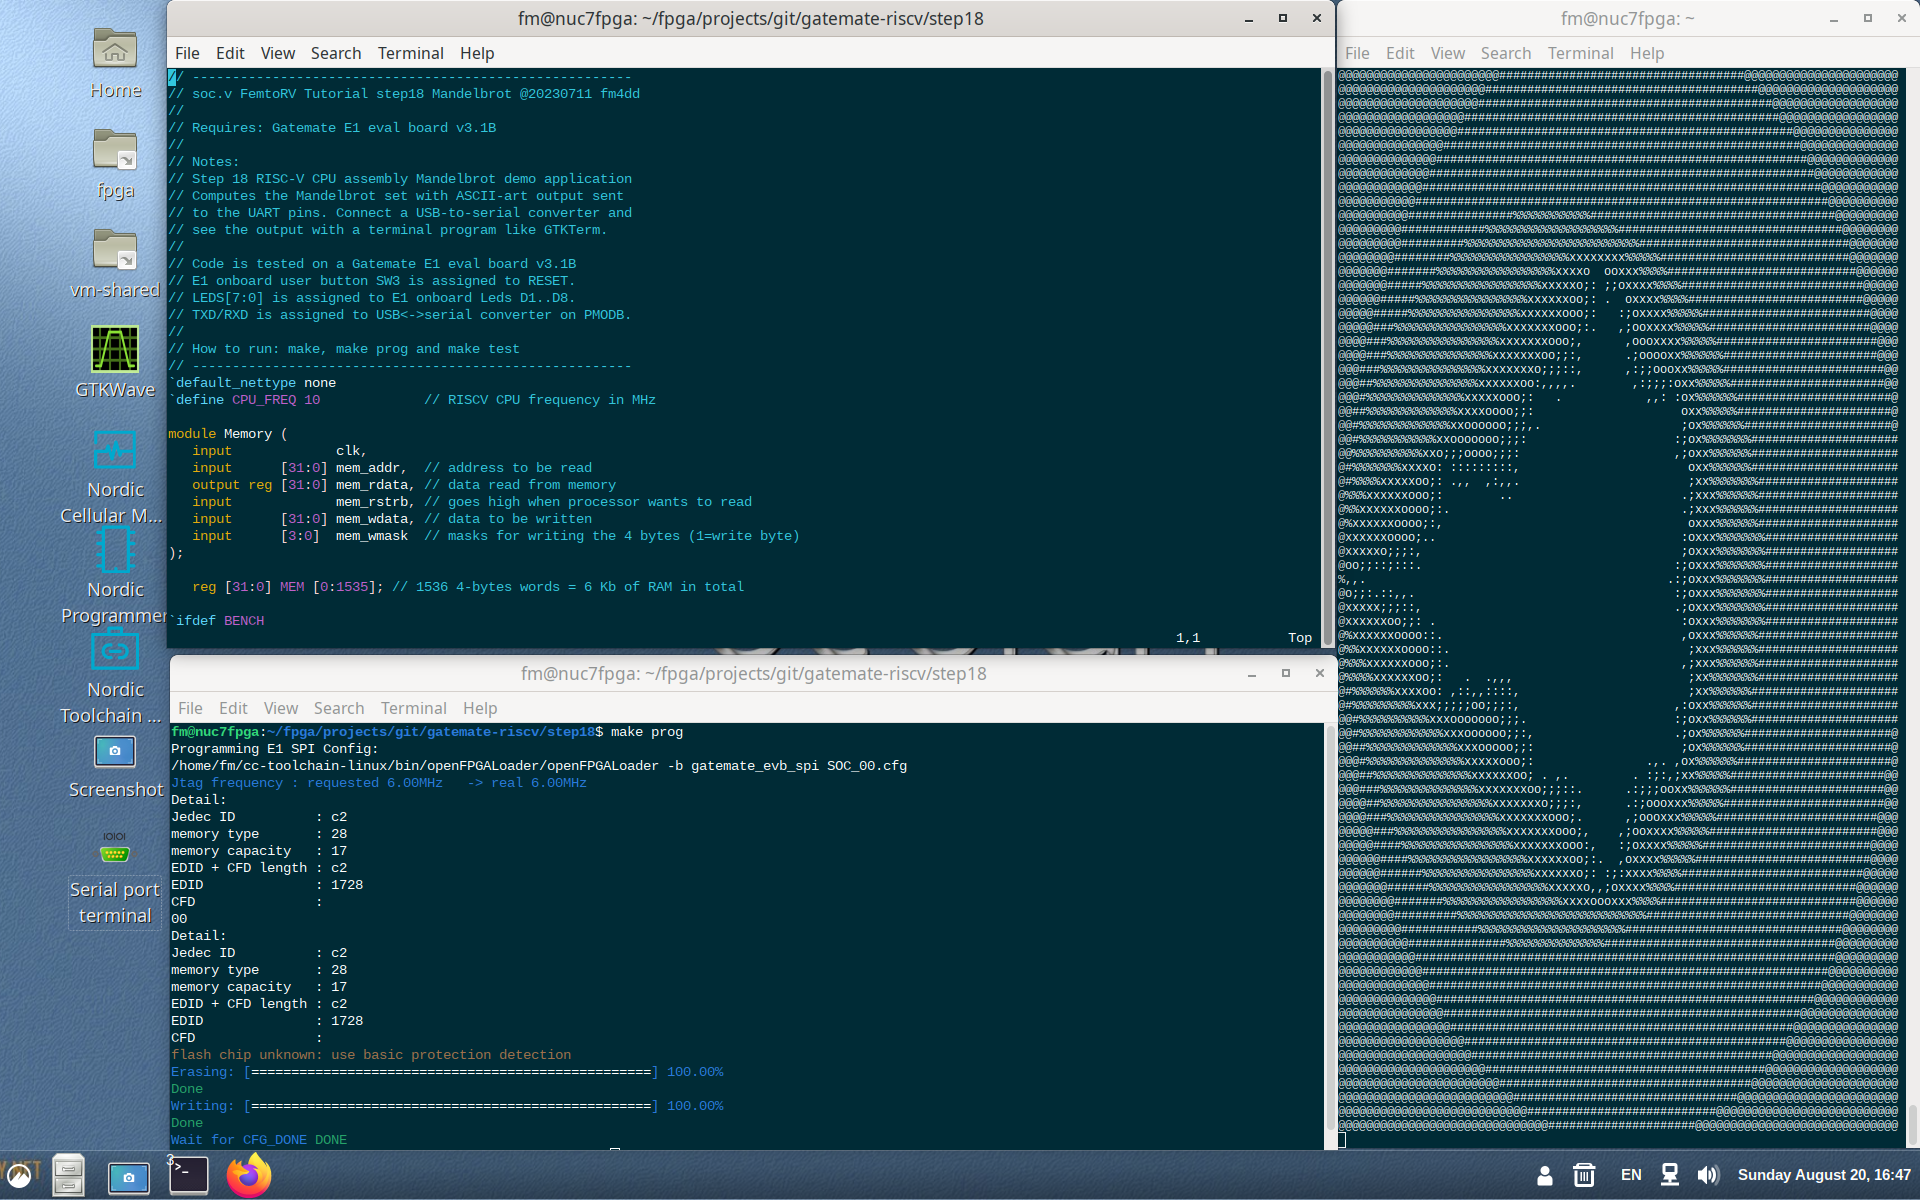 Home
fpga
vm-shared
GTKWave
Nordic
Cellular M...
Nordic
Programmer
Nordic
Toolchain ...
Screenshot
IOIOI
Serial port
terminal
fm@nuc7fpga: ~/fpga/projects/git/gatemate-riscv/step18
File Edit View Search Terminal Help
// -------------------------------------------------------
// soc.v FemtoRV Tutorial step18 Mandelbrot @20230711 fm4dd
//
// Requires: Gatemate E1 eval board v3.1B
//
// Notes:
// Step 18 RISC-V CPU assembly Mandelbrot demo application
// Computes the Mandelbrot set with ASCII-art output sent
// to the UART pins. Connect a USB-to-serial converter and
// see the output with a terminal program like GTKTerm.
//
// Code is tested on a Gatemate E1 eval board v3.1B
// E1 onboard user button SW3 is assigned to RESET.
// LEDS[7:0] is assigned to E1 onboard Leds D1..D8.
// TXD/RXD is assigned to USB<->serial converter on PMODB.
//
// How to run: make, make prog and make test
// -------------------------------------------------------
`default_nettype none
`define CPU_FREQ 10             // RISCV CPU frequency in MHz
module Memory (
   input             clk,
   input      [31:0] mem_addr,  // address to be read
   output reg [31:0] mem_rdata, // data read from memory
   input             mem_rstrb, // goes high when processor wants to read
   input      [31:0] mem_wdata, // data to be written
   input      [3:0]  mem_wmask  // masks for writing the 4 bytes (1=write byte)
);
   reg [31:0] MEM [0:1535]; // 1536 4-bytes words = 6 Kb of RAM in total
`ifdef BENCH
1,1 Top
fm@nuc7fpga: ~/fpga/projects/git/gatemate-riscv/step18
File Edit View Search Terminal Help
fm@nuc7fpga:~/fpga/projects/git/gatemate-riscv/step18$ make prog
Programming E1 SPI Config:
/home/fm/cc-toolchain-linux/bin/openFPGALoader/openFPGALoader -b gatemate_evb_spi SOC_00.cfg
Jtag frequency : requested 6.00MHz   -> real 6.00MHz
Detail:
Jedec ID          : c2
memory type       : 28
memory capacity   : 17
EDID + CFD length : c2
EDID              : 1728
CFD               :
00
Detail:
Jedec ID          : c2
memory type       : 28
memory capacity   : 17
EDID + CFD length : c2
EDID              : 1728
CFD               :
flash chip unknown: use basic protection detection
Erasing: [==================================================] 100.00%
Done
Writing: [==================================================] 100.00%
Done
Wait for CFG_DONE DONE
fm@nuc7fpga: ~
File Edit View Search Terminal Help
3
EN
Sunday August 20, 16:47